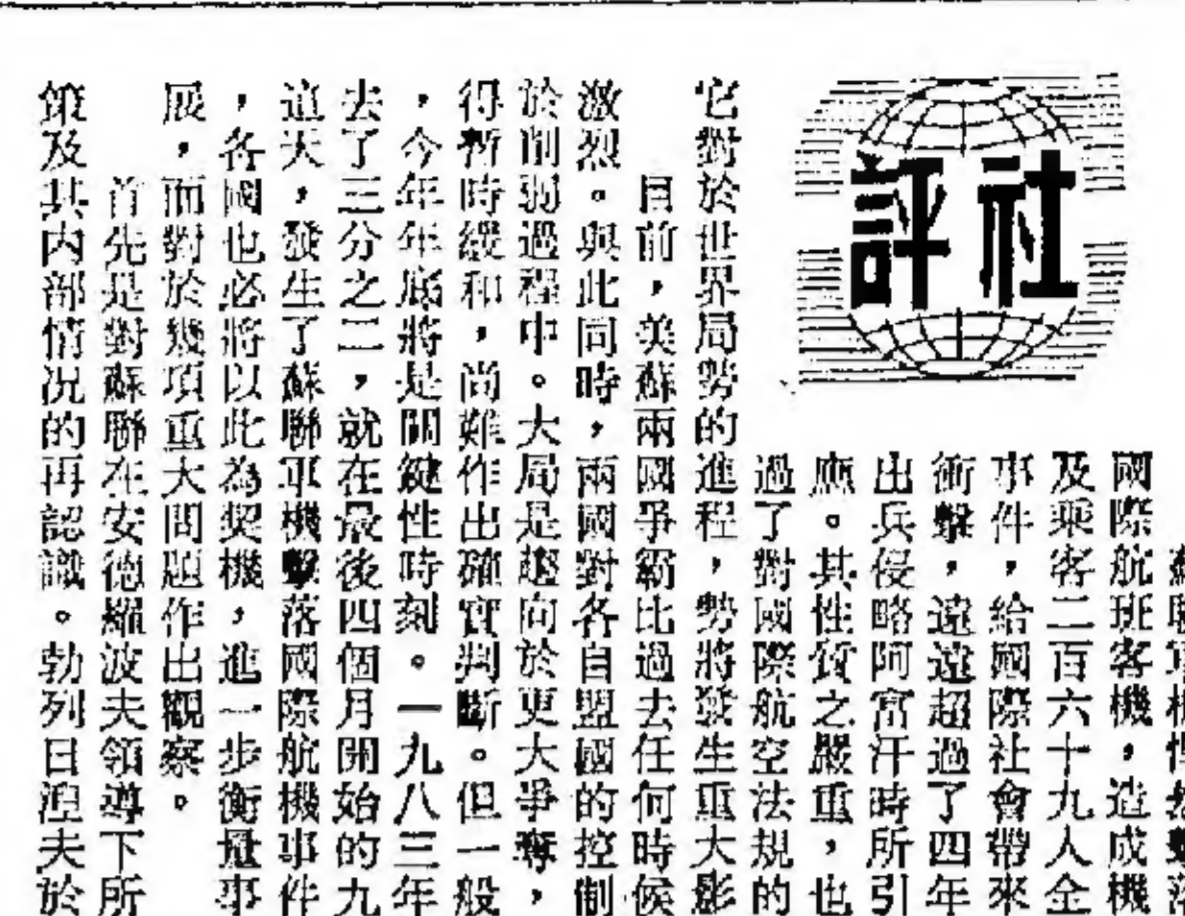 社評
蘇聯軍機悍然擊落
國際航班客機，造成機
及乘客二百六十九人全
事件，給國際社會帶來
衝擊，遠遠超過了四年
出兵侵略阿富汗時所引
應。其性質之嚴重，也
過了對國際航空法規的
它對於世界局勢的進程，勢將發生重大影
目前，美蘇兩國爭霸比過去任何時候
激烈。與此同時，兩國對各自盟國的控制
於削弱過程中。大局是趨向於更大爭奪，
得暫時緩和，尚難作出確實判斷。但一般
，今年年底將是關鍵性時刻。一九八三年
去了三分之二，就在最後四個月開始的九
這天，發生了蘇聯軍機擊落國際航機事件
，各國也必將以此為契機，進一步衡量事
展，而對於幾項重大問題作出觀察。
首先是對蘇聯在安德羅波夫領導下所
策及其內部情況的再認識。勃列日湼夫於